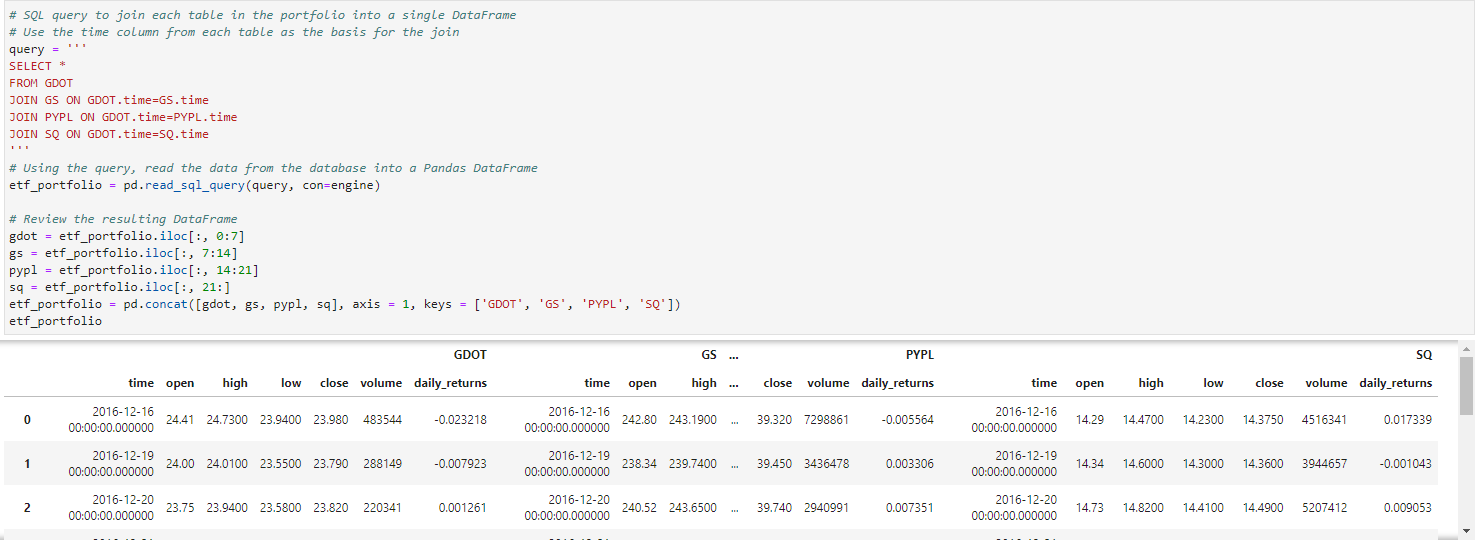 # SQL query to join each table in the portfolio into a single DataFrame
# Use the time column from each table as the basis for the join
query = '''
SELECT *
FROM GDOT
JOIN GS ON GDOT.time=GS.time
JOIN PYPL ON GDOT.time=PYPL.time
JOIN SQ ON GDOT.time=SQ.time
'''
# Using the query, read the data from the database into a Pandas DataFrame
etf_portfolio = pd.read_sql_query(query, con=engine)
# Review the resulting DataFrame
gdot = etf_portfolio.iloc[:, 0:7]
gs = etf_portfolio.iloc[:, 7:14]
pypl = etf_portfolio.iloc[:, 14:21]
sq = etf_portfolio.iloc[:, 21:]
etf_portfolio = pd.concat([gdot, gs, pypl, sq], axis = 1, keys = ['GDOT', 'GS', 'PYPL', 'SQ'])
etf_portfolio
GDOT GS ... PYPL SQ
time open high low close volume daily_returns time open high ... close volume daily_returns time open high low close volume daily_returns
0 2016-12-16 00:00:00.000000 24.41 24.7300 23.9400 23.980 483544 -0.023218 2016-12-16 00:00:00.000000 242.80 243.1900 ... 39.320 7298861 -0.005564 2016-12-16 00:00:00.000000 14.29 14.4700 14.2300 14.3750 4516341 0.017339
1 2016-12-19 00:00:00.000000 24.00 24.0100 23.5500 23.790 288149 -0.007923 2016-12-19 00:00:00.000000 238.34 239.7400 ... 39.450 3436478 0.003306 2016-12-19 00:00:00.000000 14.34 14.6000 14.3000 14.3600 3944657 -0.001043
2 2016-12-20 00:00:00.000000 23.75 23.9400 23.5800 23.820 220341 0.001261 2016-12-20 00:00:00.000000 240.52 243.6500 ... 39.740 2940991 0.007351 2016-12-20 00:00:00.000000 14.73 14.8200 14.4100 14.4900 5207412 0.009053